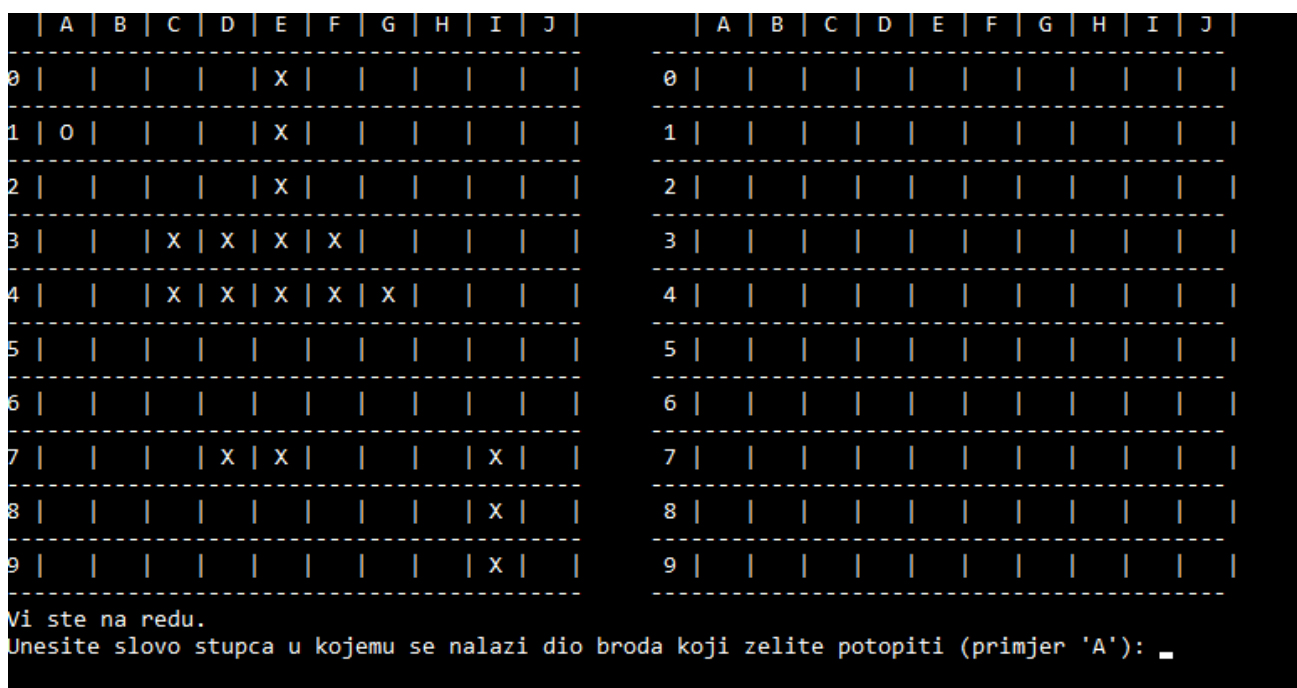 | A | B | C | D | E | F | G | H | I | J |         | A | B | C | D | E | F | G | H | I | J |
-------------------------------------------     -------------------------------------------
0 |   |   |   |   | X |   |   |   |   |   |       0 |   |   |   |   |   |   |   |   |   |   |
-------------------------------------------     -------------------------------------------
1 | O |   |   |   | X |   |   |   |   |   |       1 |   |   |   |   |   |   |   |   |   |   |
-------------------------------------------     -------------------------------------------
2 |   |   |   |   | X |   |   |   |   |   |       2 |   |   |   |   |   |   |   |   |   |   |
-------------------------------------------     -------------------------------------------
3 |   |   | X | X | X | X |   |   |   |   |       3 |   |   |   |   |   |   |   |   |   |   |
-------------------------------------------     -------------------------------------------
4 |   |   | X | X | X | X | X |   |   |   |       4 |   |   |   |   |   |   |   |   |   |   |
-------------------------------------------     -------------------------------------------
5 |   |   |   |   |   |   |   |   |   |   |       5 |   |   |   |   |   |   |   |   |   |   |
-------------------------------------------     -------------------------------------------
6 |   |   |   |   |   |   |   |   |   |   |       6 |   |   |   |   |   |   |   |   |   |   |
-------------------------------------------     -------------------------------------------
7 |   |   |   | X | X |   |   |   | X |   |       7 |   |   |   |   |   |   |   |   |   |   |
-------------------------------------------     -------------------------------------------
8 |   |   |   |   |   |   |   |   | X |   |       8 |   |   |   |   |   |   |   |   |   |   |
-------------------------------------------     -------------------------------------------
9 |   |   |   |   |   |   |   |   | X |   |       9 |   |   |   |   |   |   |   |   |   |   |
-------------------------------------------     -------------------------------------------
Vi ste na redu.
Unesite slovo stupca u kojemu se nalazi dio broda koji zelite potopiti (primjer 'A'): _